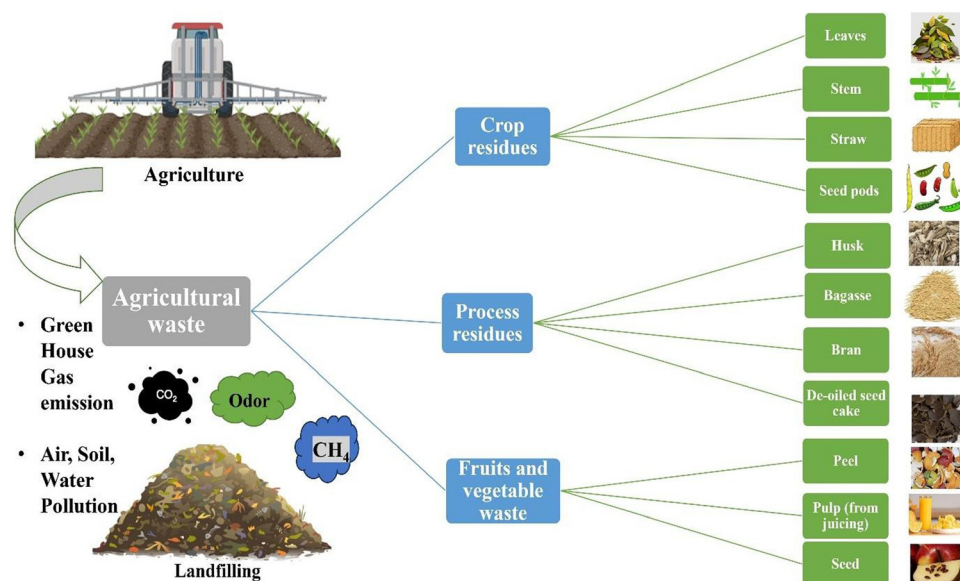 Agriculture
Agricultural
waste
• Green
House
Gas
emission
• Air, Soil,
Water
Pollution
CO₂
Odor
CH₄
Landfilling
Crop
residues
Process
residues
Fruits and
vegetable
waste
Leaves
Stem
Straw
Seed pods
Husk
Bagasse
Bran
De-oiled seed
cake
Peel
Pulp (from
juicing)
Seed